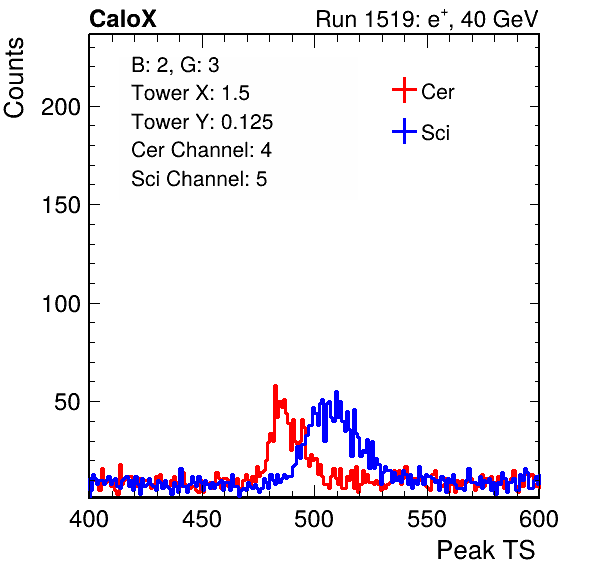 CaloX
Run 1519: e+, 40 GeV
Counts
B: 2, G: 3
Tower X: 1.5
Tower Y: 0.125
Cer Channel: 4
Sci Channel: 5
Cer
Sci
200
150
100
50
400 450 500 550 600
Peak TS